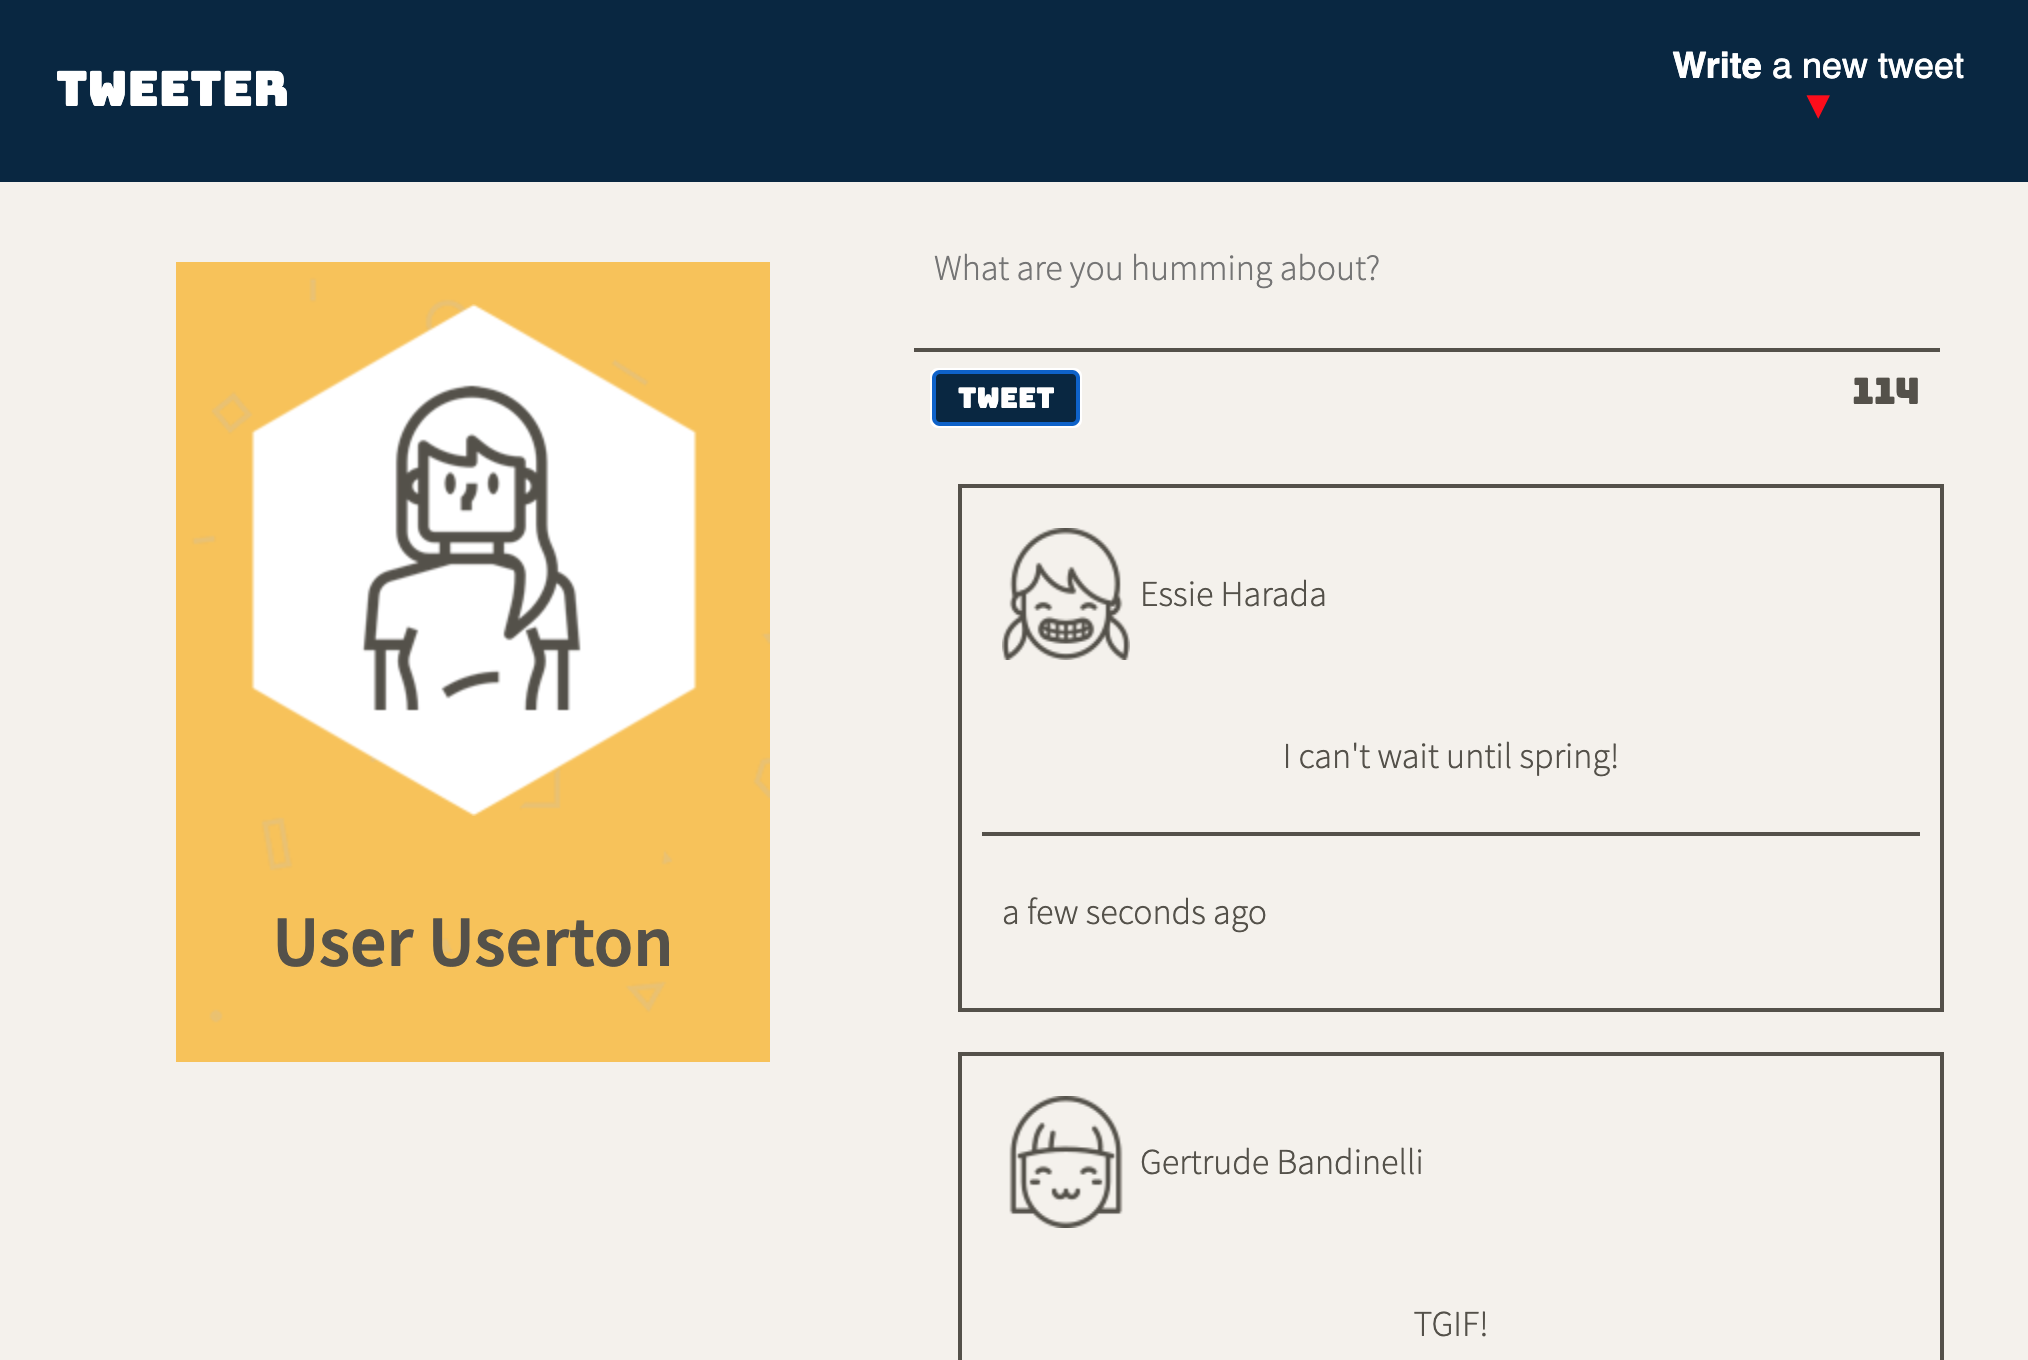 TWEETER
Write a new tweet
What are you humming about?
TWEET
114
User Userton
Essie Harada
I can't wait until spring!
a few seconds ago
Gertrude Bandinelli
TGIF!